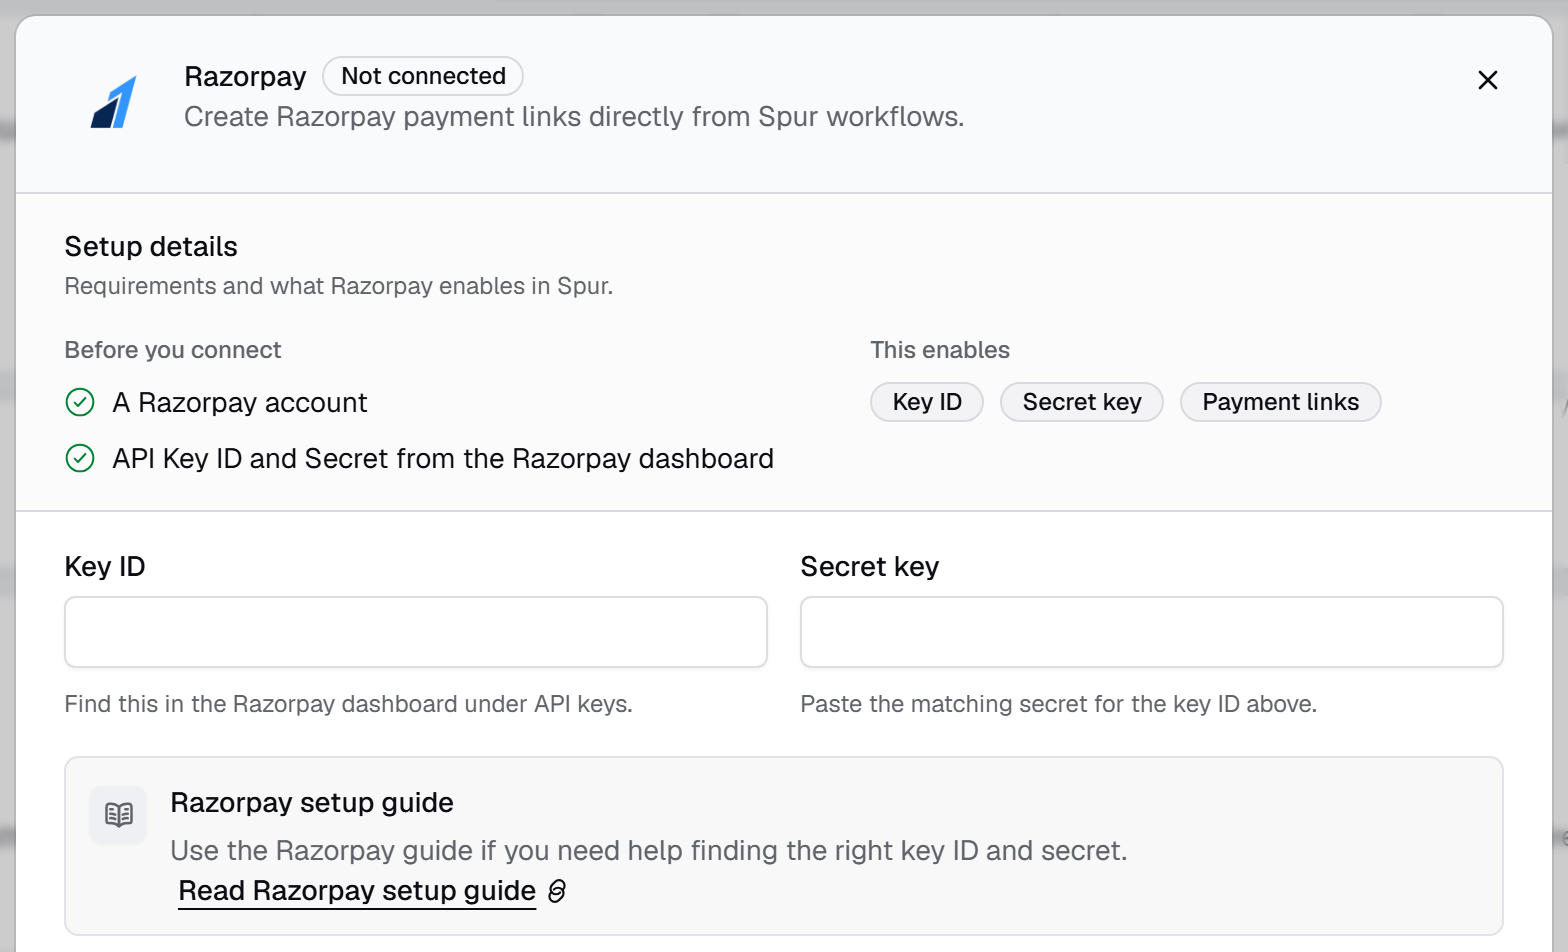 Razorpay
Not connected
Create Razorpay payment links directly from Spur workflows.
Setup details
Requirements and what Razorpay enables in Spur.
Before you connect
A Razorpay account
API Key ID and Secret from the Razorpay dashboard
This enables
Key ID
Secret key
Payment links
Key ID
Find this in the Razorpay dashboard under API keys.
Secret key
Paste the matching secret for the key ID above.
Razorpay setup guide
Use the Razorpay guide if you need help finding the right key ID and secret.
Read Razorpay setup guide